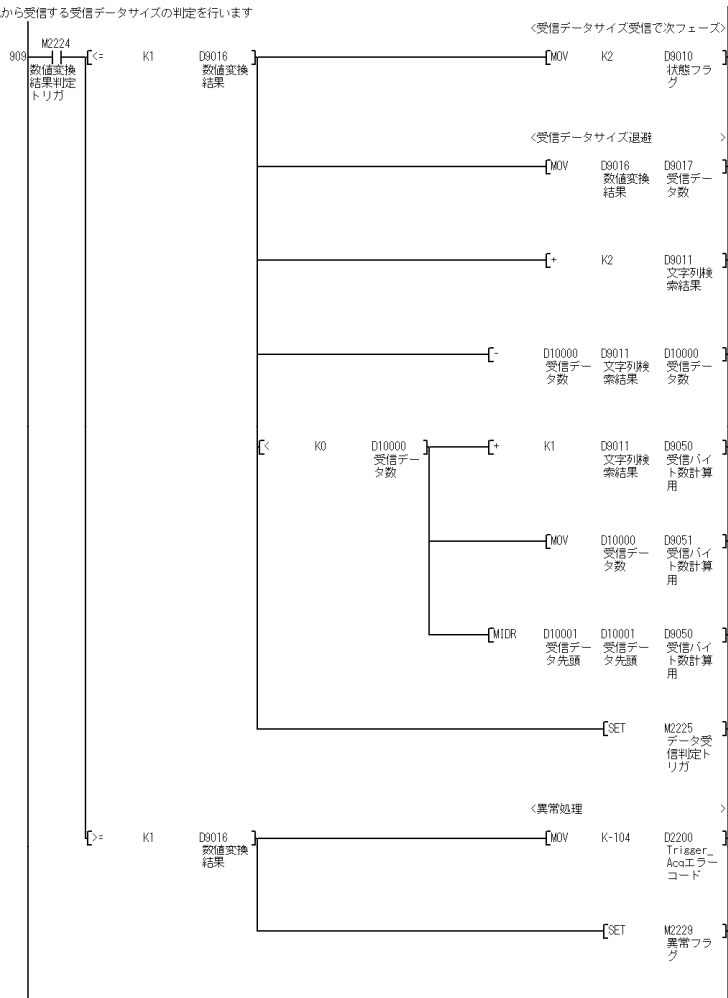 から受信する受信データサイズの判定を行います
<受信データサイズ受信で次フェーズ>
909 M2224 [<= K1 D9016 ] [MOV K2 D9010 ]
数値変換 数値変換 状態フラ
結果判定 結果 グ
トリガ
<受信データサイズ退避 >
[MOV D9016 D9017 ]
数値変換 受信デー
結果 タ数
[+ K2 D9011 ]
文字列検
索結果
[- D10000 D9011 D10000 ]
受信デー 文字列検 受信デー
タ数 索結果 タ数
[< K0 D10000 ] [+ K1 D9011 D9050 ]
受信デー 文字列検 受信バイ
タ数 索結果 ト数計算
用
[MOV D10000 D9051 ]
受信デー 受信バイ
タ数 ト数計算
用
[MIDR D10001 D10001 D9050 ]
受信デー 受信デー 受信バイ
タ先頭 タ先頭 ト数計算
用
[SET M2225 ]
データ受
信判定ト
リガ
<異常処理 >
[>= K1 D9016 ] [MOV K-104 D2200 ]
数値変換 Trigger_
結果 Acqエラー
コード
[SET M2229 ]
異常フラ
グ